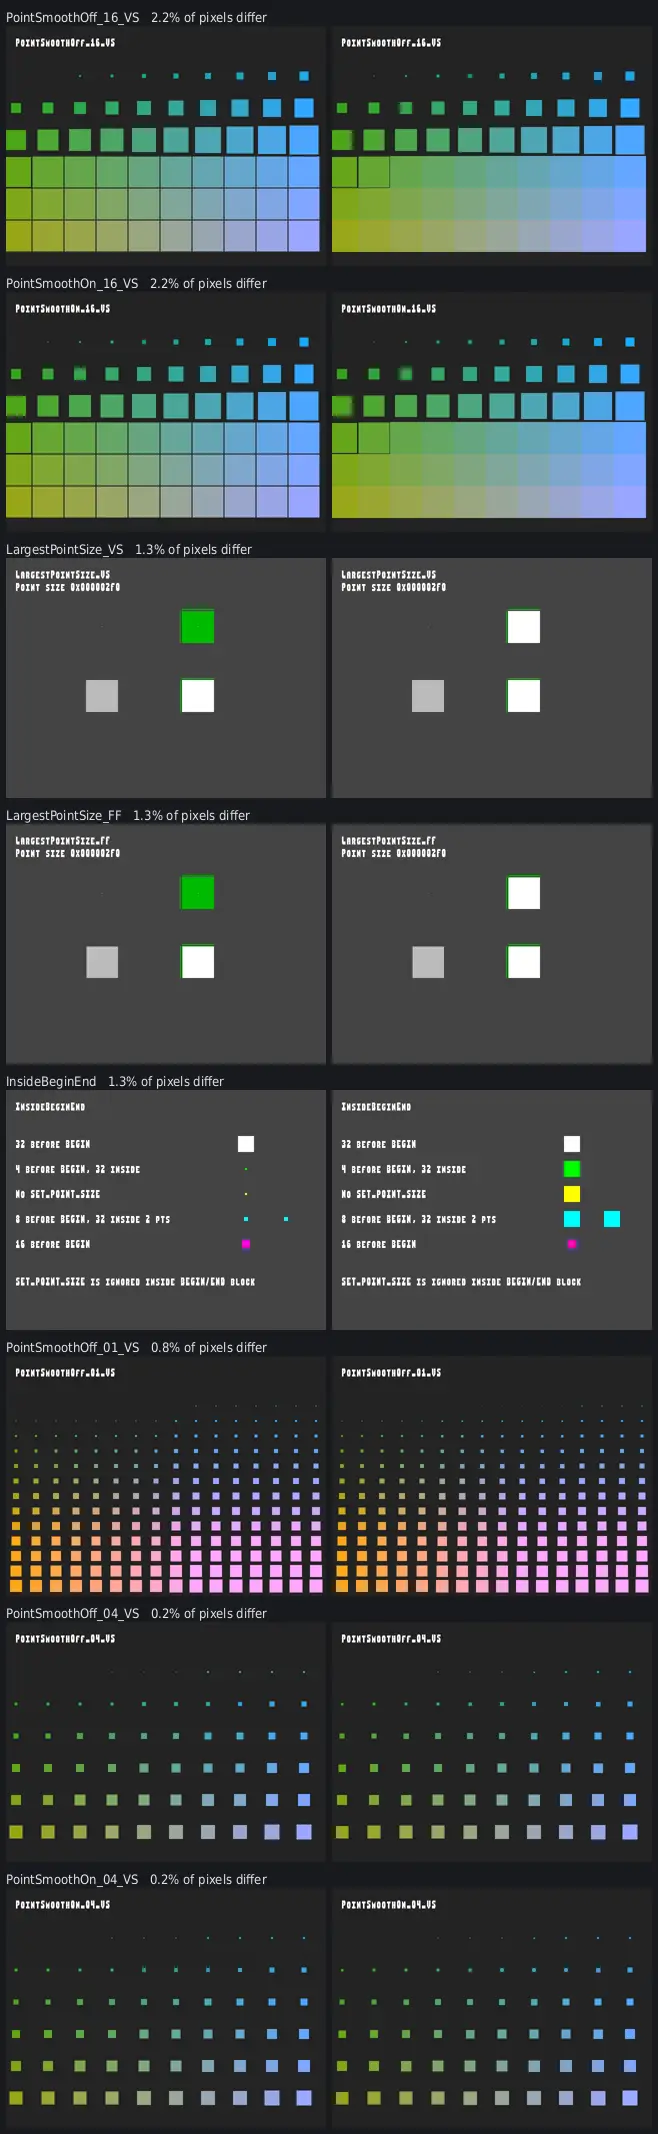 PointSmoothOff_16_VS 2.2% of pixels differ
PointSmoothOff_16_VS PointSmoothOff_16_VS
PointSmoothOn_16_VS 2.2% of pixels differ
PointSmoothOn_16_VS PointSmoothOn_16_VS
LargestPointSize_VS 1.3% of pixels differ
LargestPointSize_VS LargestPointSize_VS
Point size 0x000002F0 Point size 0x000002F0
LargestPointSize_FF 1.3% of pixels differ
LargestPointSize_FF LargestPointSize_FF
Point size 0x000002F0 Point size 0x000002F0
InsideBeginEnd 1.3% of pixels differ
InsideBeginEnd InsideBeginEnd
32 before BEGIN 32 before BEGIN
4 before BEGIN, 32 inside 4 before BEGIN, 32 inside
No SET_POINT_SIZE No SET_POINT_SIZE
8 before BEGIN, 32 inside 2 pts 8 before BEGIN, 32 inside 2 pts
16 before BEGIN 16 before BEGIN
SET_POINT_SIZE is ignored inside BEGIN/END block SET_POINT_SIZE is ignored inside BEGIN/END block
PointSmoothOff_01_VS 0.8% of pixels differ
PointSmoothOff_01_VS PointSmoothOff_01_VS
PointSmoothOff_04_VS 0.2% of pixels differ
PointSmoothOff_04_VS PointSmoothOff_04_VS
PointSmoothOn_04_VS 0.2% of pixels differ
PointSmoothOn_04_VS PointSmoothOn_04_VS